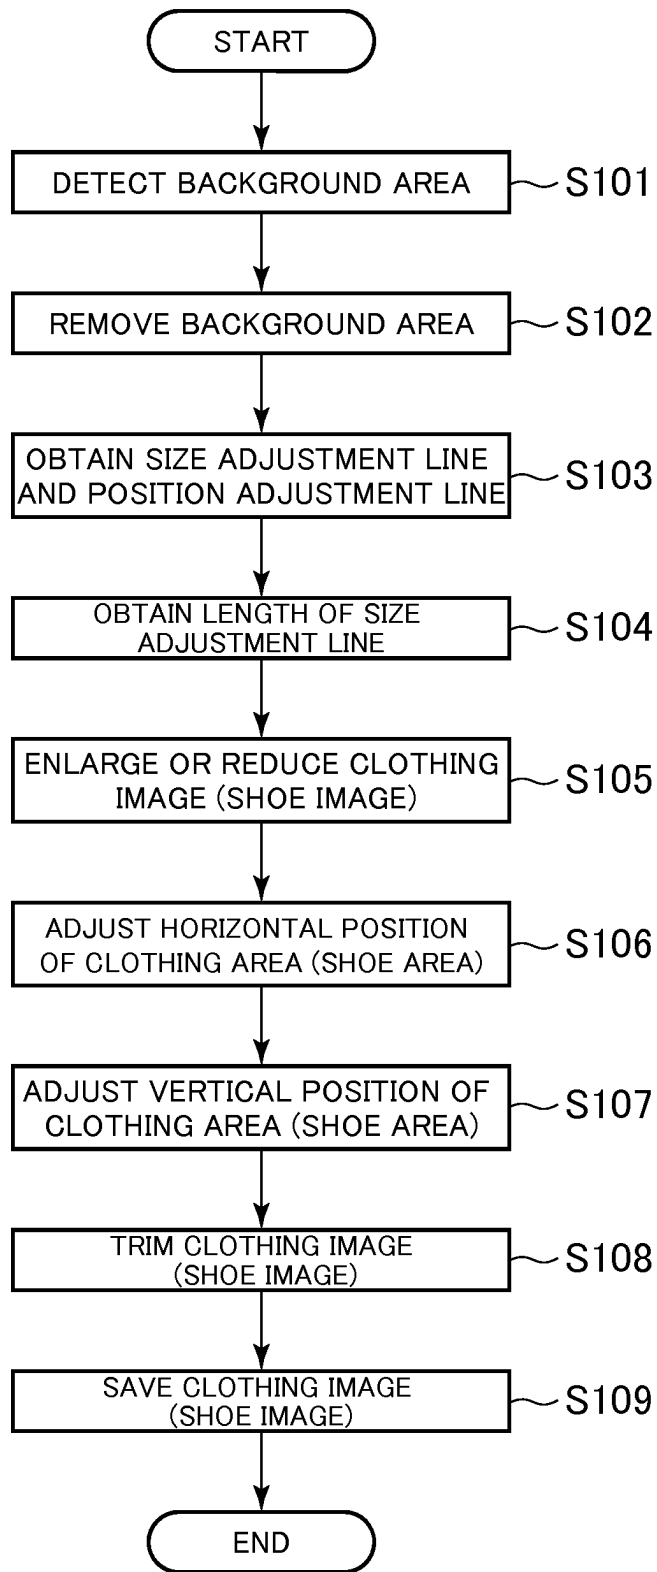 START
DETECT BACKGROUND AREA
S101
REMOVE BACKGROUND AREA
S102
OBTAIN SIZE ADJUSTMENT LINE
AND POSITION ADJUSTMENT LINE
S103
OBTAIN LENGTH OF SIZE
ADJUSTMENT LINE
S104
ENLARGE OR REDUCE CLOTHING
IMAGE (SHOE IMAGE)
S105
ADJUST HORIZONTAL POSITION
OF CLOTHING AREA (SHOE AREA)
S106
ADJUST VERTICAL POSITION OF
CLOTHING AREA (SHOE AREA)
S107
TRIM CLOTHING IMAGE
(SHOE IMAGE)
S108
SAVE CLOTHING IMAGE
(SHOE IMAGE)
S109
END